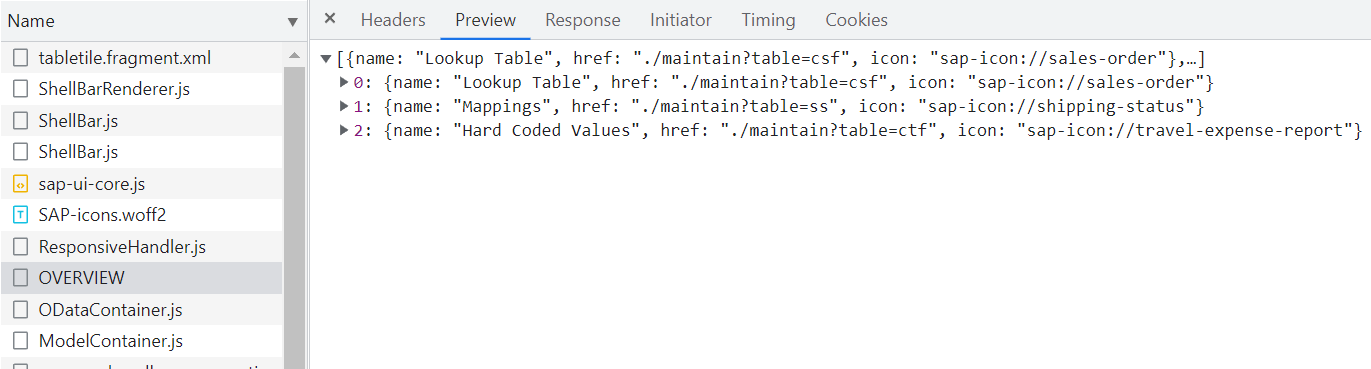 Name
tabletile.fragment.xml
ShellBarRenderer.js
ShellBar.js
ShellBar.js
sap-ui-core.js
SAP-icons.woff2
ResponsiveHandler.js
OVERVIEW
ODataContainer.js
ModelContainer.js
Headers Preview Response Initiator Timing Cookies
[{name: "Lookup Table", href: "./maintain?table=csf", icon: "sap-icon://sales-order"},…]
0: {name: "Lookup Table", href: "./maintain?table=csf", icon: "sap-icon://sales-order"}
1: {name: "Mappings", href: "./maintain?table=ss", icon: "sap-icon://shipping-status"}
2: {name: "Hard Coded Values", href: "./maintain?table=ctf", icon: "sap-icon://travel-expense-report"}